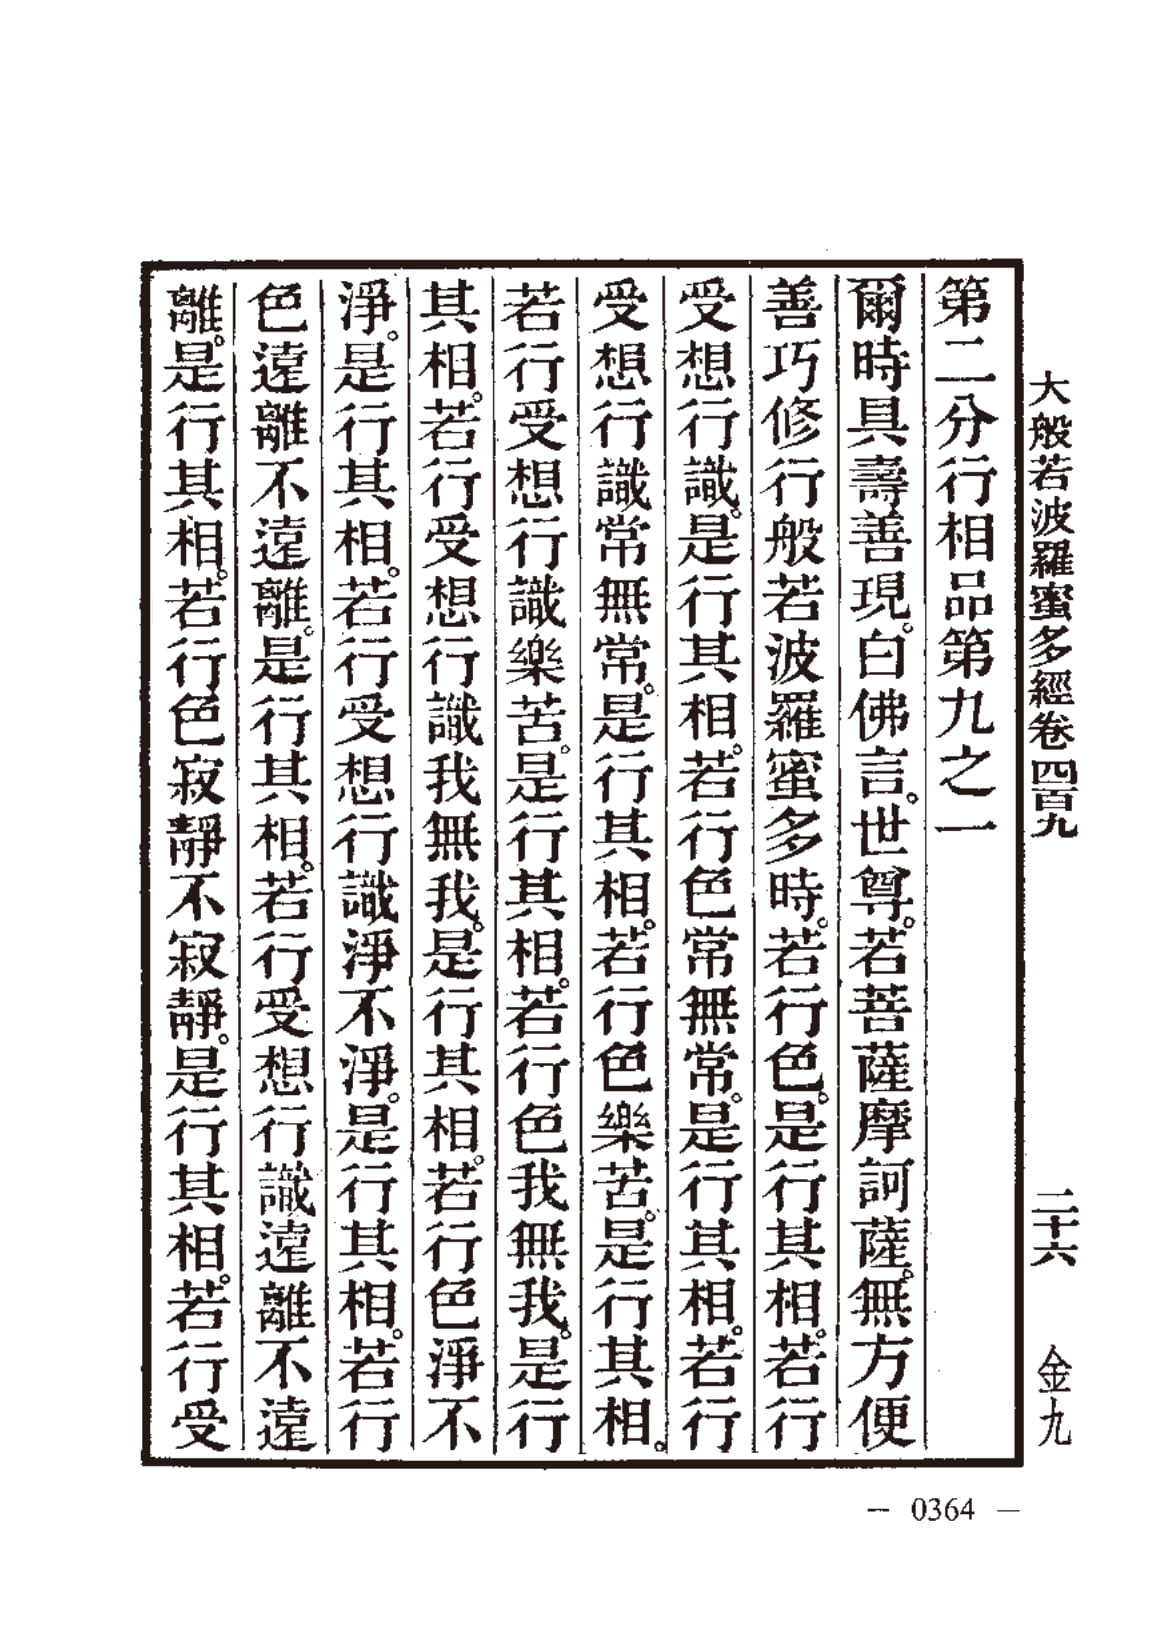 大般若波羅蜜多經卷四百九 二十六 金九
第二分行相品第九之一
爾時具壽善現。白佛言。世尊。若菩薩摩訶薩。無方便
善巧修行般若波羅蜜多時。若行色。是行其相。若行
受想行識。是行其相。若行色常無常。是行其相。若行
受想行識常無常。是行其相。若行色樂苦。是行其相。
若行受想行識樂苦。是行其相。若行色我無我。是行
其相。若行受想行識我無我。是行其相。若行色淨不
淨。是行其相。若行受想行識淨不淨。是行其相。若行
色遠離不遠離。是行其相。若行受想行識遠離不遠
離。是行其相。若行色寂靜不寂靜。是行其相。若行受
— 0364 —